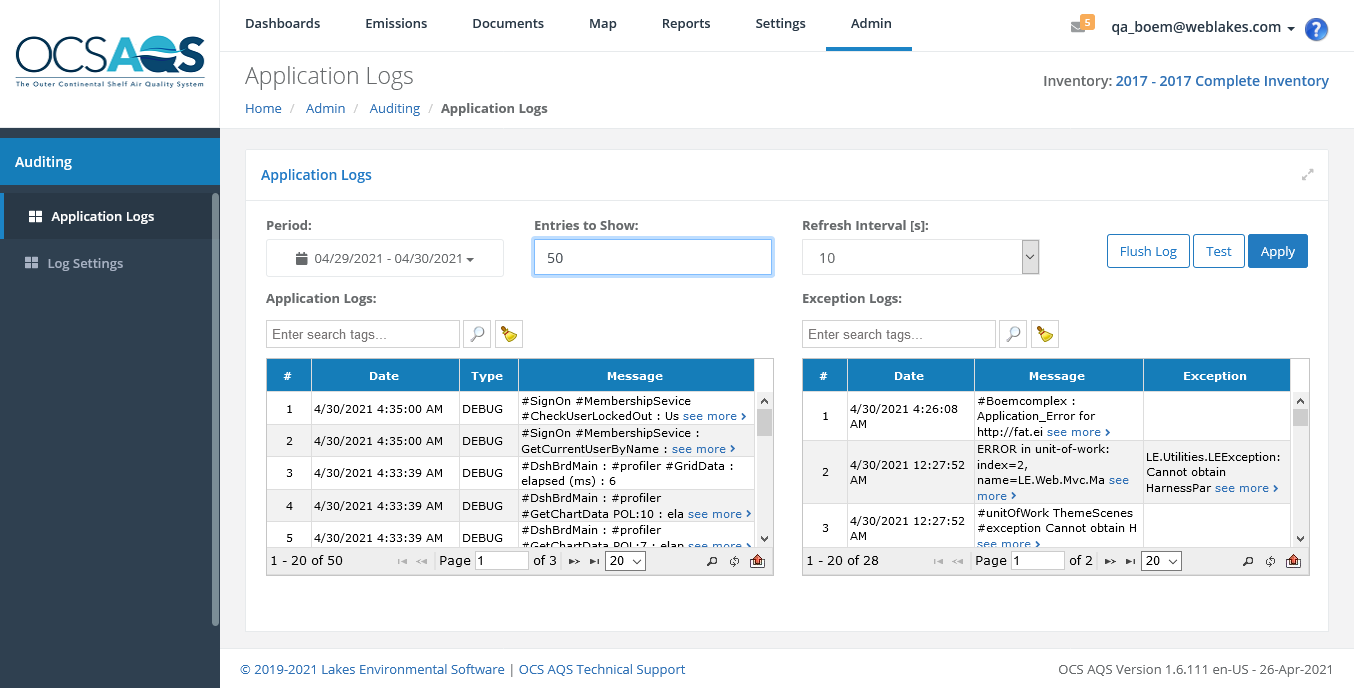 OCSAQS
The Outer Continental Shelf Air Quality System
Dashboards Emissions Documents Map Reports Settings Admin
5 qa_boem@weblakes.com ?
Application Logs
Inventory: 2017 - 2017 Complete Inventory
Home / Admin / Auditing / Application Logs
Auditing
Application Logs
Log Settings
Application Logs
Period: Entries to Show: Refresh Interval [s]:
04/29/2021 - 04/30/2021 50 10 Flush Log Test Apply
Application Logs:
Enter search tags...
# Date Type Message
1 4/30/2021 4:35:00 AM DEBUG #SignOn #MembershipSevice
#CheckUserLockedOut : Us see more
2 4/30/2021 4:35:00 AM DEBUG #SignOn #MembershipSevice :
GetCurrentUserByName : see more
3 4/30/2021 4:33:39 AM DEBUG #DshBrdMain : #profiler #GridData :
elapsed (ms) : 6
4 4/30/2021 4:33:39 AM DEBUG #DshBrdMain : #profiler
#GetChartData POL:10 : ela see more
5 4/30/2021 4:33:39 AM DEBUG #DshBrdMain : #profiler
#GetChartData POL:7 : elap see more
1 - 20 of 50 Page 1 of 3 20
Exception Logs:
Enter search tags...
# Date Message Exception
1 4/30/2021 4:26:08
AM #Boemcomplex :
Application_Error for
http://fat.ei see more
2 4/30/2021 12:27:52
AM ERROR in unit-of-work:
index=2,
name=LE.Web.Mvc.Ma see
more
LE.Utilities.LEException:
Cannot obtain
HarnessPar see more
3 4/30/2021 12:27:52
AM #unitOfWork ThemeScenes
#exception Cannot obtain H
see more
1 - 20 of 28 Page 1 of 2 20
© 2019-2021 Lakes Environmental Software | OCS AQS Technical Support
OCS AQS Version 1.6.111 en-US - 26-Apr-2021